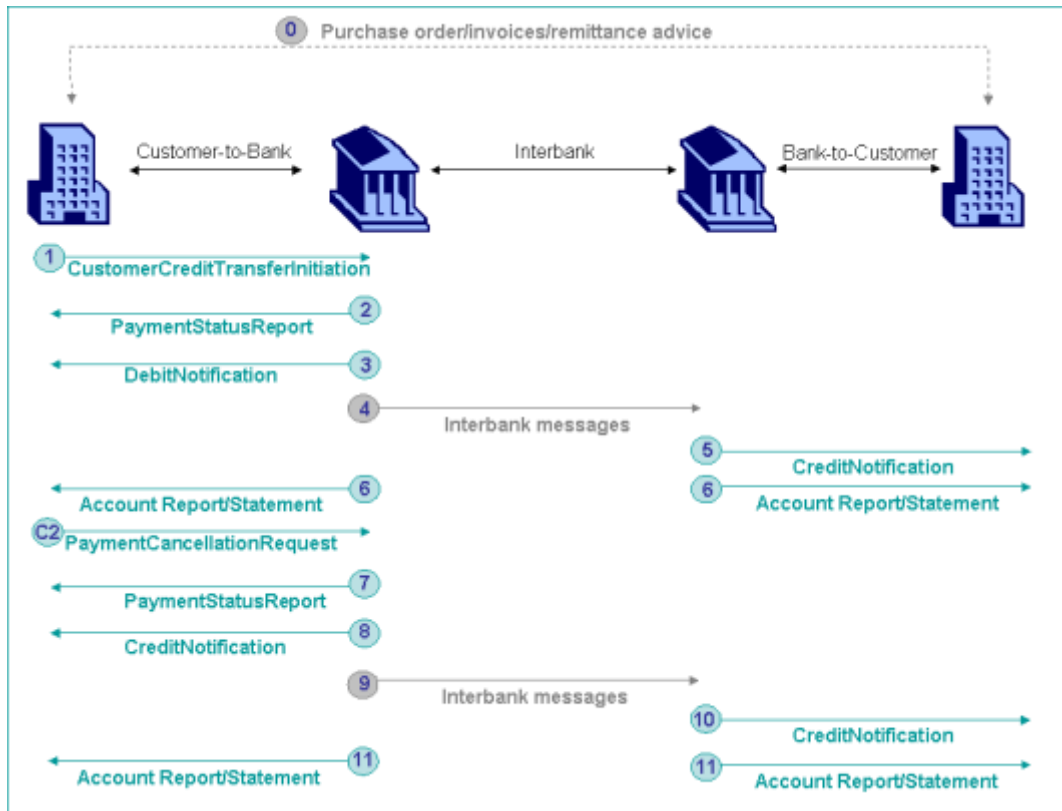 0 Purchase order/invoices/remittance advice
Customer-to-Bank
Interbank
Bank-to-Customer
1
CustomerCreditTransferInitiation
2
PaymentStatusReport
3
DebitNotification
4
Interbank messages
5
CreditNotification
6
Account Report/Statement
6
Account Report/Statement
C2
PaymentCancellationRequest
7
PaymentStatusReport
8
CreditNotification
9
Interbank messages
10
CreditNotification
11
Account Report/Statement
11
Account Report/Statement